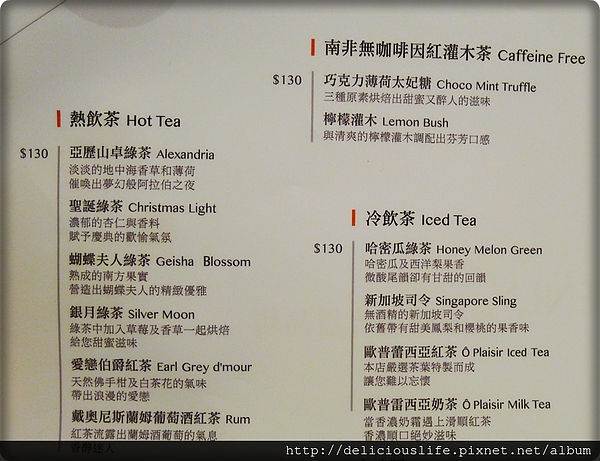 熱飲茶 Hot Tea
$130
亞歷山卓綠茶 Alexandria
淡淡的地中海香草和薄荷
催喚出夢幻般阿拉伯之夜
聖誕綠茶 Christmas Light
濃郁的杏仁與香料
賦予慶典的歡愉氣氛
蝴蝶夫人綠茶 Geisha Blossom
熟成的南方果實
營造出蝴蝶夫人的精緻優雅
銀月綠茶 Silver Moon
綠茶中加入草莓及香草一起烘焙
給您甜蜜滋味
愛戀伯爵紅茶 Earl Grey d'mour
天然佛手柑及白茶花的氣味
帶出浪漫的愛戀
戴奧尼斯蘭姆葡萄酒紅茶 Rum
紅茶流露出蘭姆酒葡萄的氣息
香醇迷人
南非無咖啡因紅灌木茶 Caffeine Free
$130
巧克力薄荷太妃糖 Choco Mint Truffle
三種原素烘焙出甜蜜又醉人的滋味
檸檬灌木 Lemon Bush
與清爽的檸檬灌木調配出芬芳口感
冷飲茶 Iced Tea
$130
哈密瓜綠茶 Honey Melon Green
哈密瓜及西洋梨果香
微酸尾韻卻有甘甜的回韻
新加坡司令 Singapore Sling
無酒精的新加坡司令
依舊帶有甜美鳳梨和櫻桃的果香味
歐普蕾西亞紅茶 Ô Plaisir Iced Tea
本店嚴選茶葉特製而成
讓您難以忘懷
歐普雷西亞奶茶 Ô Plaisir Milk Tea
當香濃奶霜遇上滑順紅茶
香濃順口絕妙滋味
http://deliciouslife.pixnet.net/album